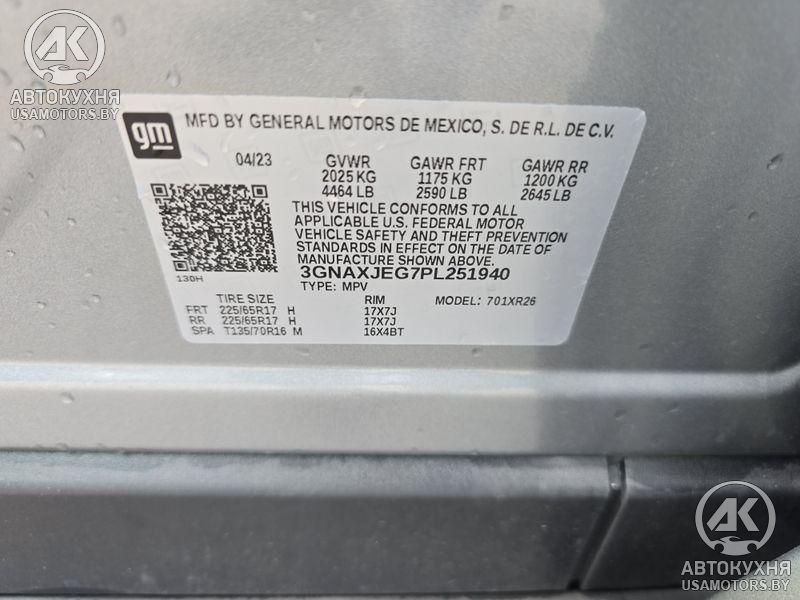 АК
АВТОКУХНЯ
USAMOTORS.BY
gm
MFD BY GENERAL MOTORS DE MEXICO, S. DE R.L. DE C.V.
04/23 GVWR GAWR FRT GAWR RR
2025 KG 1175 KG 1200 KG
4464 LB 2590 LB 2645 LB
THIS VEHICLE CONFORMS TO ALL
APPLICABLE U.S. FEDERAL MOTOR
VEHICLE SAFETY AND THEFT PREVENTION
STANDARDS IN EFFECT ON THE DATE OF
MANUFACTURE SHOWN ABOVE.
3GNAXJEG7PL251940
130H
TYPE: MPV
TIRE SIZE RIM MODEL: 701XR26
FRT 225/65R17 H 17X7J
RR 225/65R17 H 17X7J
SPA T135/70R16 M 16X4BT
АК
АВТОКУХНЯ
USAMOTORS.BY